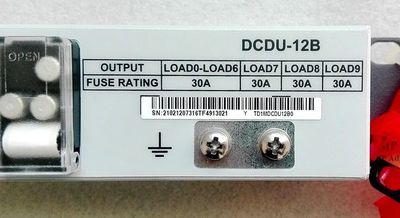 DCDU-12B
OPEN
OUTPUT LOAD0-LOAD6 LOAD7 LOAD8 LOAD9
FUSE RATING 30A 30A 30A 30A
SN:21021207316TF4913021 Y TD1MDCDU12B0